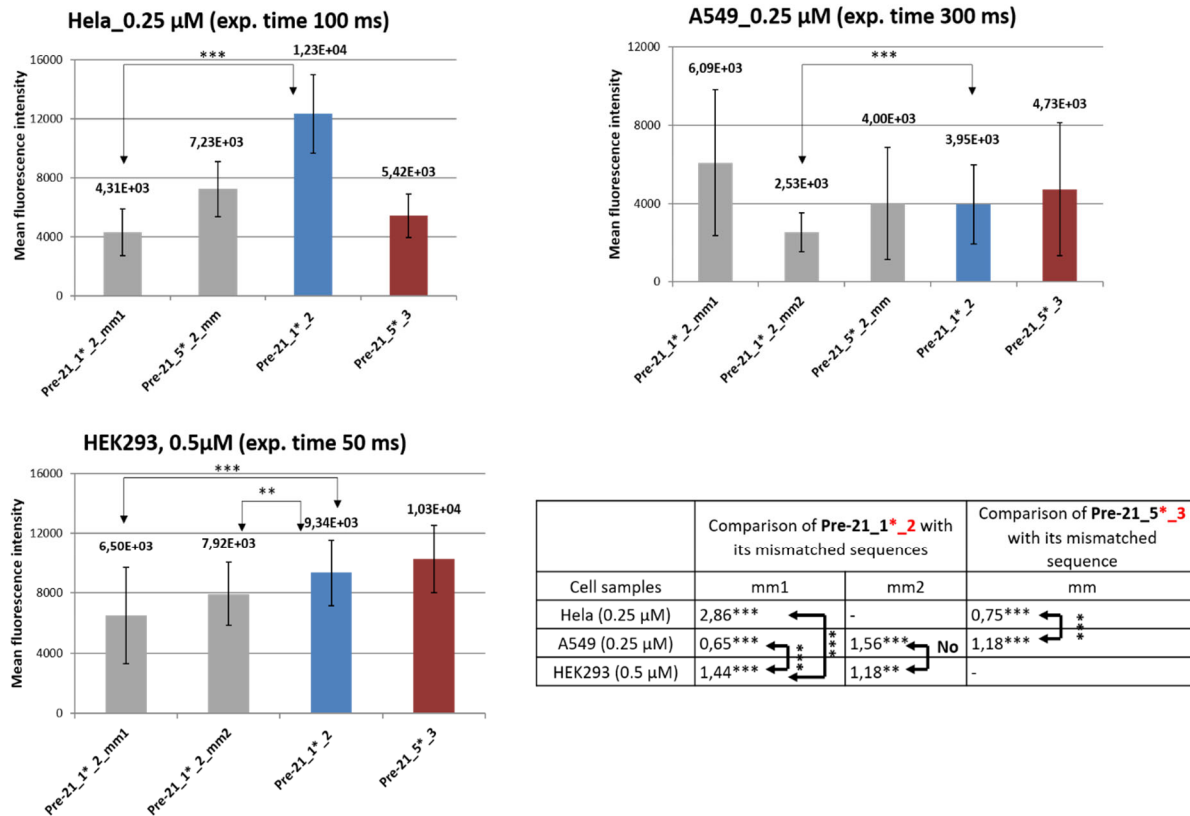 Hela_0.25 µM (exp. time 100 ms)
Mean fluorescence intensity
16000
12000
8000
4000
0
***
4,31E+03
7,23E+03
1,23E+04
5,42E+03
Pre-21_1*_2_mm1
Pre-21_5*_2_mm
Pre-21_1*_2
Pre-21_5*_3
A549_0.25 µM (exp. time 300 ms)
Mean fluorescence intensity
12000
8000
4000
0
***
6,09E+03
2,53E+03
4,00E+03
3,95E+03
4,73E+03
Pre-21_1*_2_mm1
Pre-21_1*_2_mm2
Pre-21_5*_2_mm
Pre-21_1*_2
Pre-21_5*_3
HEK293, 0.5µM (exp. time 50 ms)
Mean fluorescence intensity
16000
12000
8000
4000
0
***
**
6,50E+03
7,92E+03
9,34E+03
1,03E+04
Pre-21_1*_2_mm1
Pre-21_1*_2_mm2
Pre-21_1*_2
Pre-21_5*_3
Comparison of Pre-21_1*_2 with
its mismatched sequences
Comparison of Pre-21_5*_3
with its mismatched
sequence
Cell samples mm1 mm2 mm
Hela (0.25 µM) 2,86*** - 0,75***
A549 (0.25 µM) 0,65*** 1,56*** No 1,18***
HEK293 (0.5 µM) 1,44*** 1,18** -
***
***
***